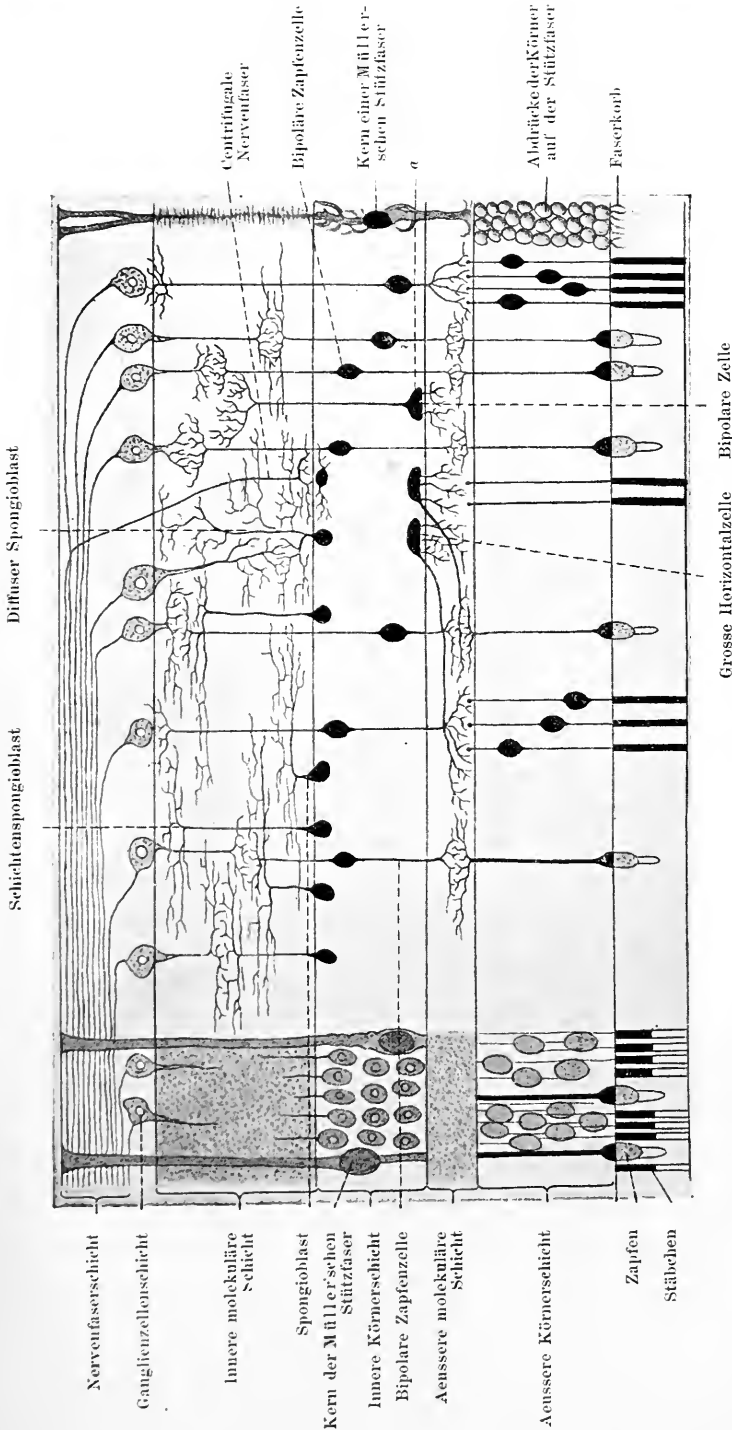 Schichtenspongioblast
Diffuser Spongioblast
Nervenfaserschicht
Ganglienzellenschicht
Innere molekuläre
Schicht
Spongioblast
Kern der Müller'schen
Stützfaser
Innere Körnerschicht
Bipolare Zapfenzelle
Aeussere molekuläre
Schicht
Aeussere Körnerschicht
Zapfen
Stäbchen
Centrifugale
Nervenfaser
Bipoläre Zapfenzelle
Kern einer Müller-
schen Stützfaser
a
Abdrücke der Körner
auf der Stützfaser
Faserkorb
Grosse Horizontalzelle
Bipolare Zelle